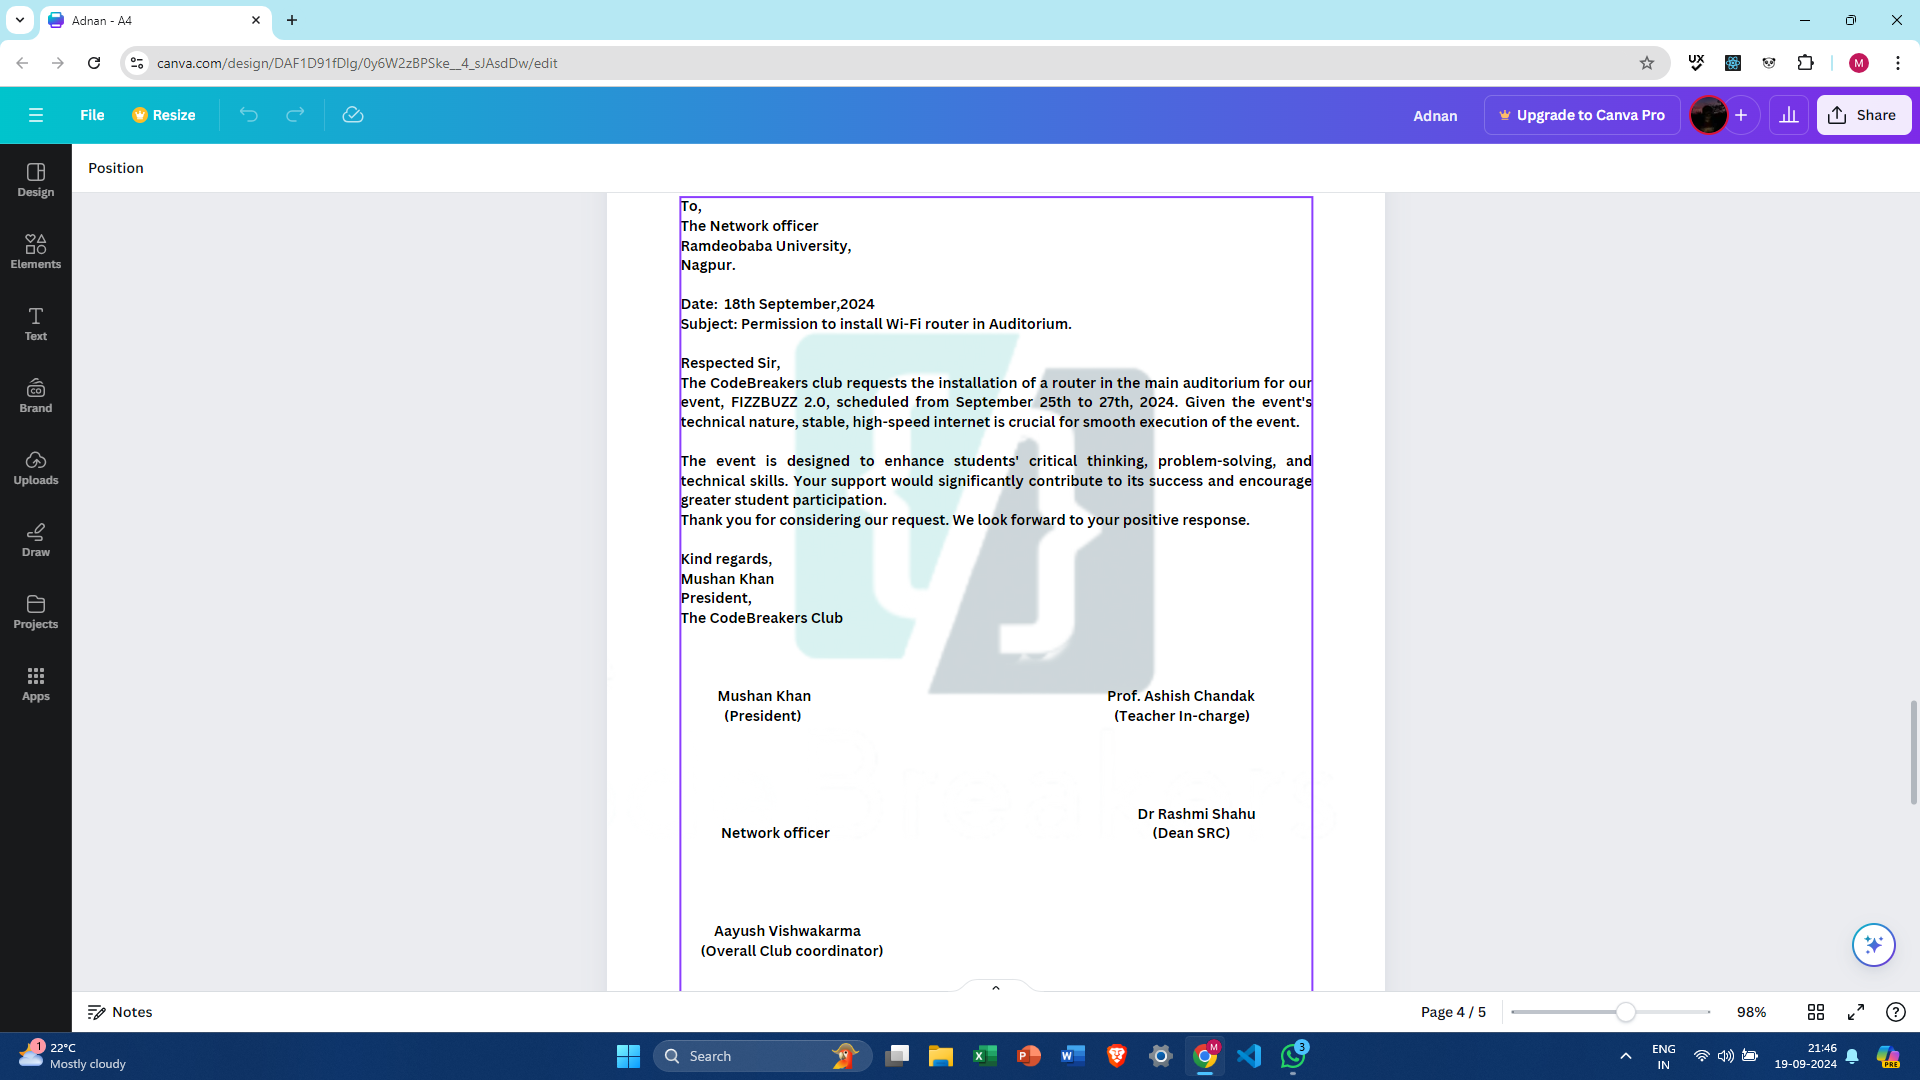 Adnan - A4
canva.com/design/DAF1D91fDlg/0y6W2zBPSke__4_sJAsdDw/edit
UX
M
File
Resize
Adnan
Upgrade to Canva Pro
Share
Design
Elements
Text
Brand
Uploads
Draw
Projects
Apps
Position
To,
The Network officer
Ramdeobaba University,
Nagpur.
Date:  18th September,2024
Subject: Permission to install Wi-Fi router in Auditorium.
Respected Sir,
The CodeBreakers club requests the installation of a router in the main auditorium for our
event, FIZZBUZZ 2.0, scheduled from September 25th to 27th, 2024. Given the event's
technical nature, stable, high-speed internet is crucial for smooth execution of the event.
The event is designed to enhance students' critical thinking, problem-solving, and
technical skills. Your support would significantly contribute to its success and encourage
greater student participation.
Thank you for considering our request. We look forward to your positive response.
Kind regards,
Mushan Khan
President,
The CodeBreakers Club
Mushan Khan
(President)
Prof. Ashish Chandak
(Teacher In-charge)
Network officer
Dr Rashmi Shahu
(Dean SRC)
Aayush Vishwakarma
(Overall Club coordinator)
Notes
Page 4 / 5
98%
1
22°C
Mostly cloudy
Search
M
3
ENG
IN
21:46
19-09-2024
PRE